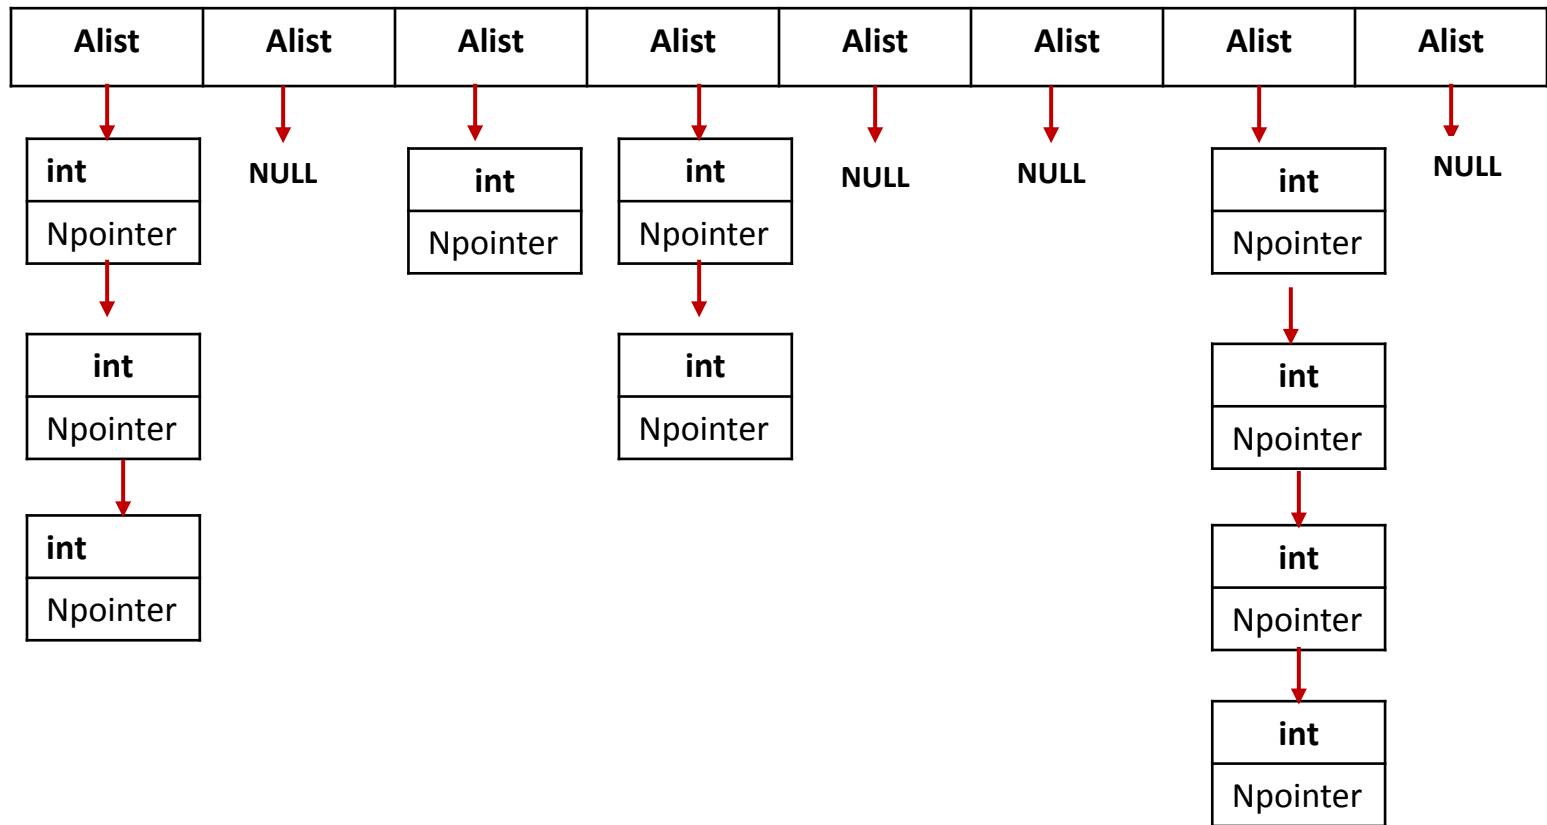 Alist Alist Alist Alist Alist Alist Alist Alist
int NULL int int NULL NULL int NULL
Npointer Npointer Npointer Npointer
int int int
Npointer Npointer Npointer
int int
Npointer Npointer
int
Npointer